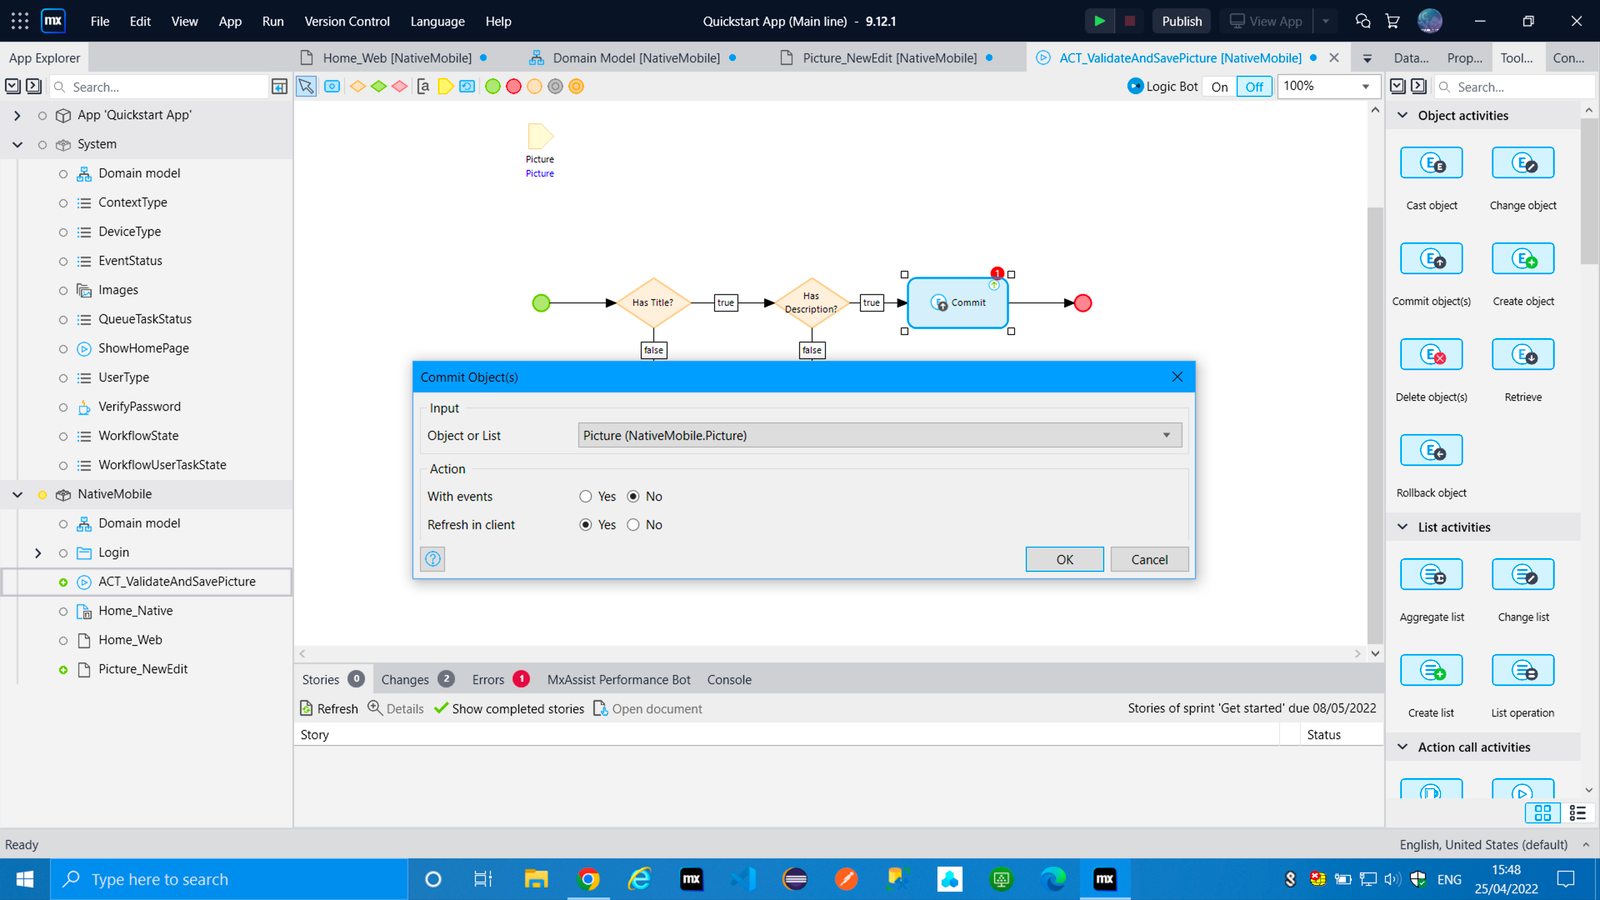 mx File Edit View App Run Version Control Language Help Quickstart App (Main line) - 9.12.1 Publish View App
App Explorer Home_Web [NativeMobile] Domain Model [NativeMobile] Picture_NewEdit [NativeMobile] ACT_ValidateAndSavePicture [NativeMobile] Data... Prop... Tool... Con...
Search... Logic Bot On Off 100% Search...
App 'Quickstart App'
System
Domain model
ContextType
DeviceType
EventStatus
Images
QueueTaskStatus
ShowHomePage
UserType
VerifyPassword
WorkflowState
WorkflowUserTaskState
NativeMobile
Domain model
Login
ACT_ValidateAndSavePicture
Home_Native
Home_Web
Picture_NewEdit
Picture
Picture
Has Title?
true
Has
Description?
true
1
Commit
false
false
Commit Object(s)
Input
Object or List Picture (NativeMobile.Picture)
Action
With events Yes No
Refresh in client Yes No
? OK Cancel
Stories 0 Changes 2 Errors 1 MxAssist Performance Bot Console
Refresh Details Show completed stories Open document Stories of sprint 'Get started' due 08/05/2022
Story Status
Object activities
Cast object Change object
Commit object(s) Create object
Delete object(s) Retrieve
Rollback object
List activities
Aggregate list Change list
Create list List operation
Action call activities
Ready English, United States (default)
Type here to search mx mx ENG 15:48
25/04/2022